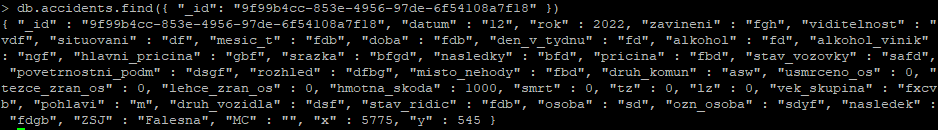 > db.accidents.find({ "_id": "9f99b4cc-853e-4956-97de-6f54108a7f18" })
{ "_id" : "9f99b4cc-853e-4956-97de-6f54108a7f18", "datum" : "12", "rok" : 2022, "zavineni" : "fgh", "viditelnost" : "
vdf", "situovani" : "df", "mesic_t" : "fdb", "doba" : "fdb", "den_v_tydnu" : "fd", "alkohol" : "fd", "alkohol_vinik"
: "ngf", "hlavni_pricina" : "gbf", "srazka" : "bfgd", "nasledky" : "bfd", "pricina" : "fbd", "stav_vozovky" : "safd"
, "povetrnostni_podm" : "dsgf", "rozhled" : "dfbg", "misto_nehody" : "fbd", "druh_komun" : "asw", "usmrceno_os" : 0,
"tezce_zran_os" : 0, "lehce_zran_os" : 0, "hmotna_skoda" : 1000, "smrt" : 0, "tz" : 0, "lz" : 0, "vek_skupina" : "fxcv
b", "pohlavi" : "m", "druh_vozidla" : "dsf", "stav_ridic" : "fdb", "osoba" : "sd", "ozn_osoba" : "sdyf", "nasledek" :
"fdgb", "ZSJ" : "Falesna", "MC" : "", "x" : 5775, "y" : 545 }